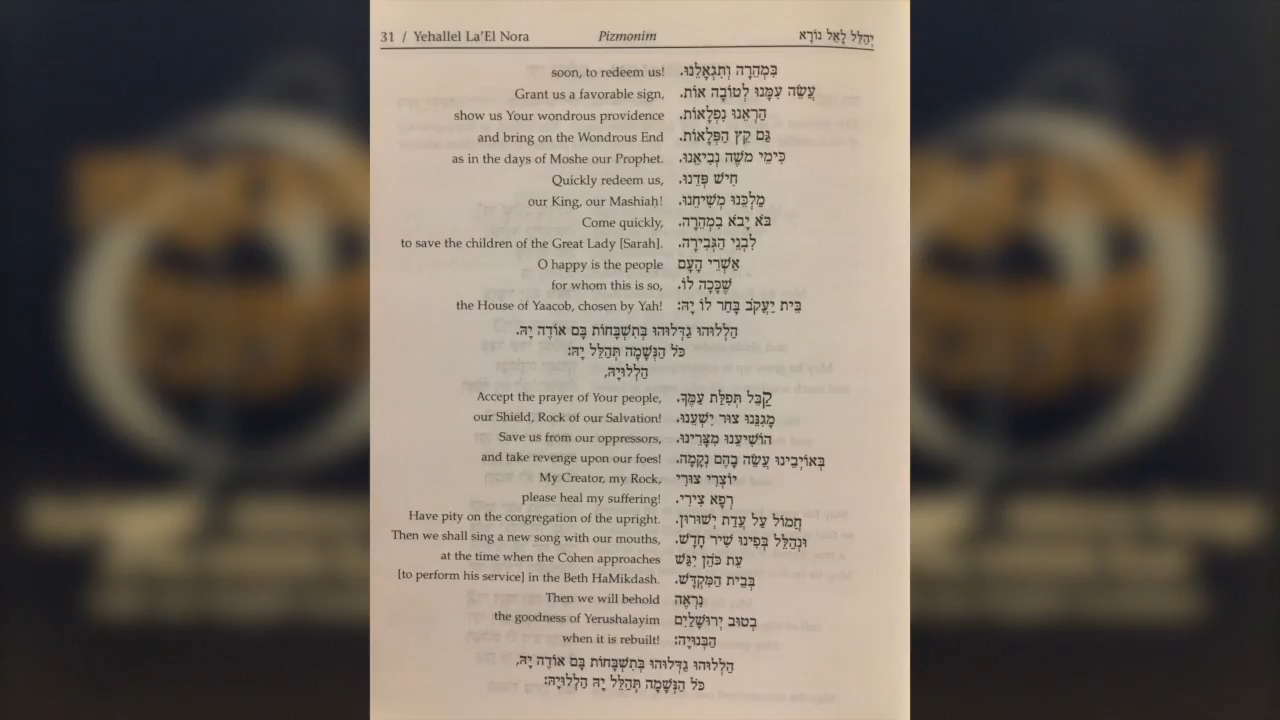 31 / Yehallel La'El Nora Pizmonim יְהַלֵּל לָאֵל נוֹרָא
soon, to redeem us! בִּמְהֵרָה וְתִגְאָלֵנוּ.
Grant us a favorable sign, עֲשֵׂה עִמָּנוּ לְטוֹבָה אוֹת.
show us Your wondrous providence הַרְאֵנוּ נִפְלָאוֹת.
and bring on the Wondrous End גַּם קֵץ הַפְּלָאוֹת.
as in the days of Moshe our Prophet. כִּימֵי מֹשֶׁה נְבִיאֵנוּ.
Quickly redeem us, חִישׁ פְּדֵנוּ.
our King, our Mashiaḥ! מַלְכֵּנוּ מְשִׁיחֵנוּ.
Come quickly, בֹּא יָבֹא בִמְהֵרָה.
to save the children of the Great Lady [Sarah]. לִבְנֵי הַגְּבִירָה.
O happy is the people אַשְׁרֵי הָעָם
for whom this is so, שֶׁכָּכָה לוֹ.
the House of Yaacob, chosen by Yah! בֵּית יַעֲקֹב בָּחַר לוֹ יָהּ:
הַלְלוּהוּ גַּדְּלוּהוּ בְּתִשְׁבָּחוֹת בָּם אוֹדֶה יָהּ.
כֹּל הַנְּשָׁמָה תְּהַלֵּל יָהּ:
הַלְלוּיָהּ,
Accept the prayer of Your people, קַבֵּל תְּפִלַּת עַמֶּךָ.
our Shield, Rock of our Salvation! מָגִנֵּנוּ צוּר יִשְׁעֵנוּ.
Save us from our oppressors, הוֹשִׁיעֵנוּ מִצָּרֵינוּ.
and take revenge upon our foes! בְּאוֹיְבֵינוּ עֲשֵׂה בָהֶם נְקָמָה.
My Creator, my Rock, יוֹצְרִי צוּרִי
please heal my suffering! רְפָא צִירִי.
Have pity on the congregation of the upright. חֲמוֹל עַל עֲדַת יְשׁוּרוּן.
Then we shall sing a new song with our mouths, וּנְהַלֵּל בְּפִינוּ שִׁיר חָדָשׁ.
at the time when the Cohen approaches עֵת כֹּהֵן יִגַּשׁ
[to perform his service] in the Beth HaMikdash. בְּבֵית הַמִּקְדָּשׁ.
Then we will behold נִרְאֶה
the goodness of Yerushalayim בְטוּב יְרוּשָׁלַיִם
when it is rebuilt! הַבְּנוּיָה:
הַלְלוּהוּ גַּדְּלוּהוּ בְּתִשְׁבָּחוֹת בָּם אוֹדֶה יָהּ,
כֹּל הַנְּשָׁמָה תְּהַלֵּל יָהּ הַלְלוּיָהּ: